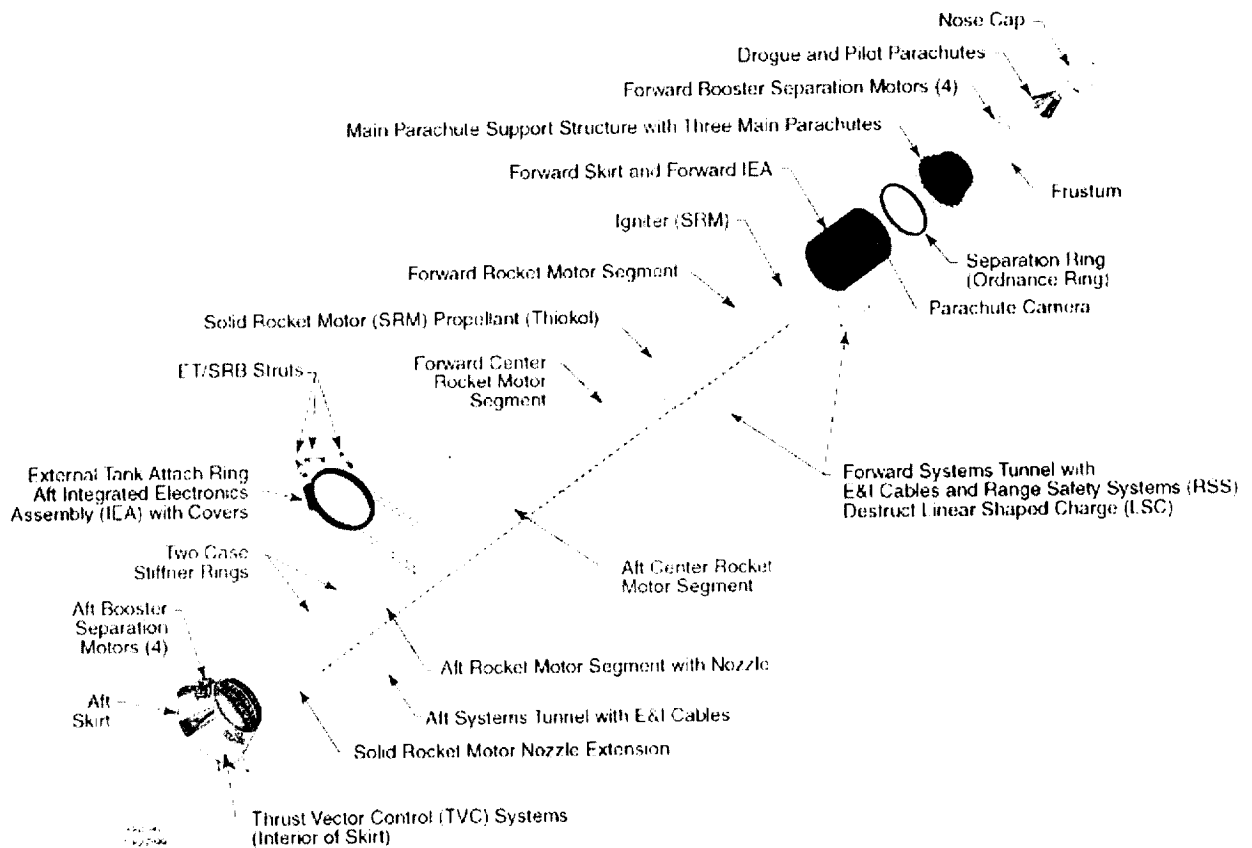 Nose Cap
Drogue and Pilot Parachutes
Forward Booster Separation Motors (4)
Main Parachute Support Structure with Three Main Parachutes
Forward Skirt and Forward IEA
Frustum
Igniter (SRM)
Separation Ring
(Ordnance Ring)
Forward Rocket Motor Segment
Parachute Camera
Solid Rocket Motor (SRM) Propellant (Thiokol)
ET/SRB Struts
Forward Center
Rocket Motor
Segment
External Tank Attach Ring
Aft Integrated Electronics
Assembly (IEA) with Covers
Forward Systems Tunnel with
E&I Cables and Range Safety Systems (RSS)
Destruct Linear Shaped Charge (LSC)
Two Case
Stiffner Rings
Aft Center Rocket
Motor Segment
Aft Booster
Separation
Motors (4)
Aft Rocket Motor Segment with Nozzle
Aft
Skirt
Aft Systems Tunnel with E&I Cables
Solid Rocket Motor Nozzle Extension
Thrust Vector Control (TVC) Systems
(Interior of Skirt)